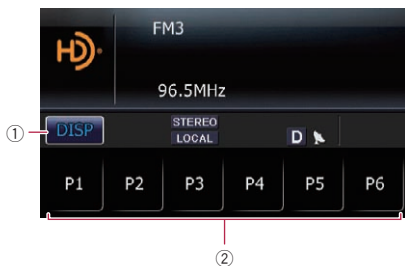 FM3
HD
96.5MHz
① DISP STEREO
LOCAL D
P1 P2 P3 P4 P5 P6
②